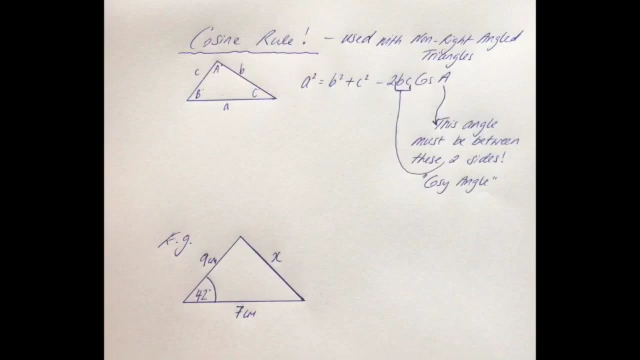 Cosine Rule! - used with Non-Right Angled
Triangles
c A b
B C
a
a² = b² + c² - 2bc Cos A
This angle
must be between
these 2 sides!
"Cosy Angle"
E.g.
9cm x
42°
7cm